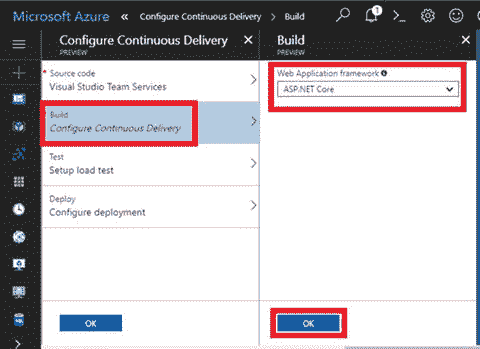 Microsoft Azure « Configure Continuous Delivery > Build
1
Configure Continuous Delivery
PREVIEW
* Source code
Visual Studio Team Services
* Build
Configure Continuous Delivery
Test
Setup load test
Deploy
Configure deployment
OK
Build
PREVIEW
Web Application framework
ASP.NET Core
OK